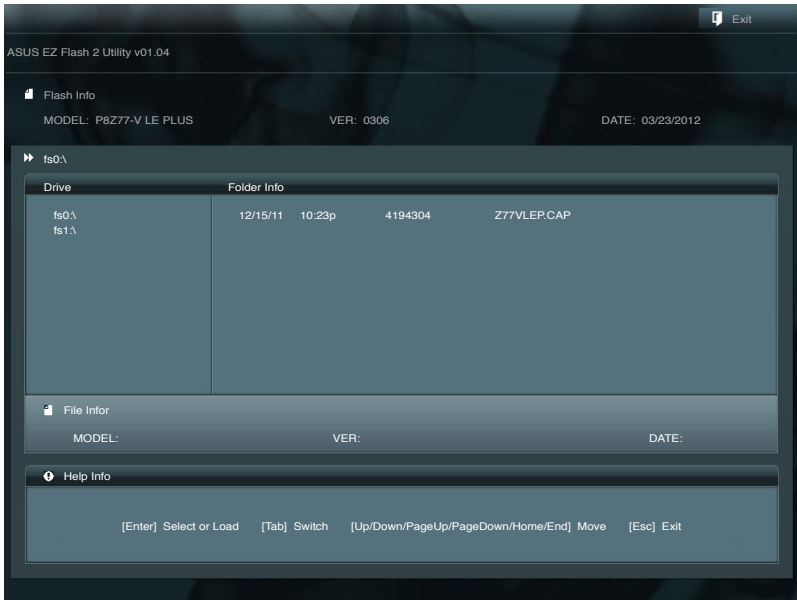 Exit
ASUS EZ Flash 2 Utility v01.04
Flash Info
MODEL: P8Z77-V LE PLUS VER: 0306 DATE: 03/23/2012
fs0:\
Drive Folder Info
fs0:\ 12/15/11 10:23p 4194304 Z77VLEP.CAP
fs1:\
File Infor
MODEL: VER: DATE:
Help Info
[Enter] Select or Load [Tab] Switch [Up/Down/PageUp/PageDown/Home/End] Move [Esc] Exit